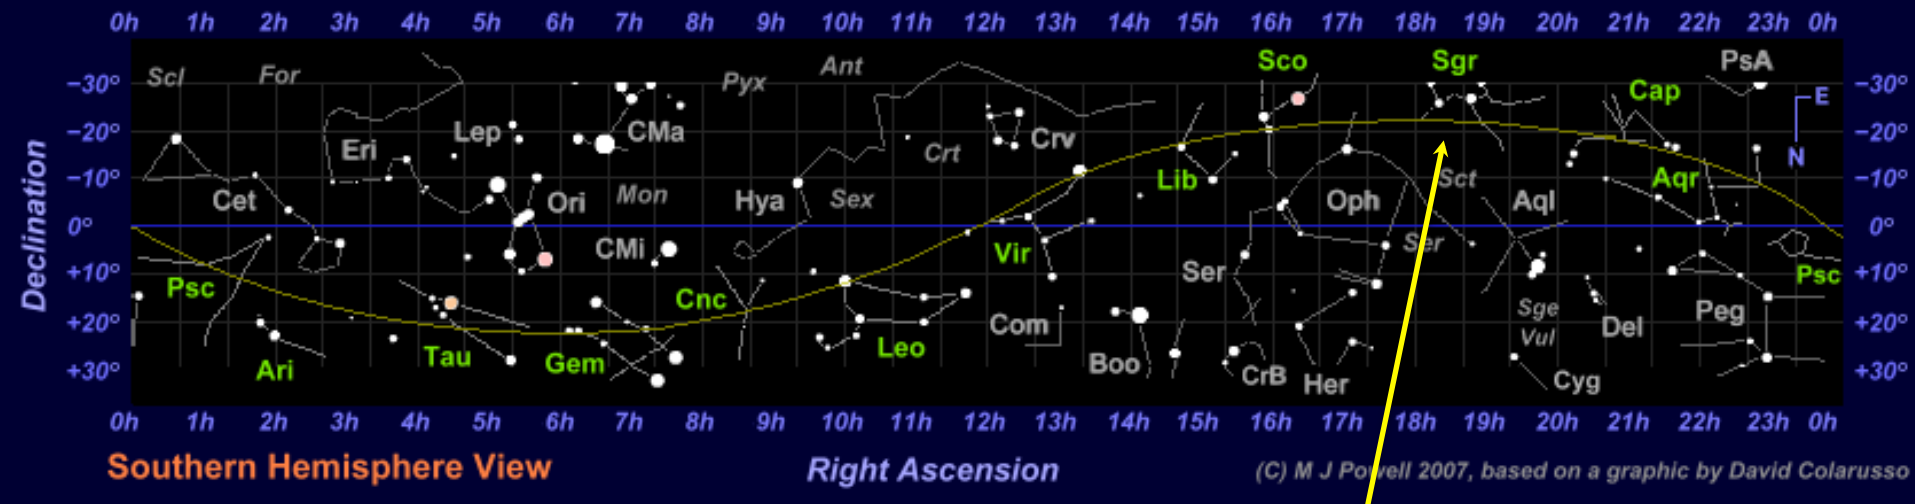 0h 1h 2h 3h 4h 5h 6h 7h 8h 9h 10h 11h 12h 13h 14h 15h 16h 17h 18h 19h 20h 21h 22h 23h 0h
Scl For Pyx Ant Sco Sgr PsA
−30° Cap E −30°
−20° Eri Lep CMa Crt Crv −20°
N
−10° Cet Ori Mon Hya Sex Lib Oph Sct Aql Aqr −10°
0° 0°
CMi Vir Ser
+10° Psc Cnc Ser Psc +10°
+20° Com Sge Vul Del Peg +20°
Ari Tau Gem Leo Boo CrB Her Cyg
+30° +30°
Declination
0h 1h 2h 3h 4h 5h 6h 7h 8h 9h 10h 11h 12h 13h 14h 15h 16h 17h 18h 19h 20h 21h 22h 23h 0h
Southern Hemisphere View Right Ascension (C) M J Powell 2007, based on a graphic by David Colarusso